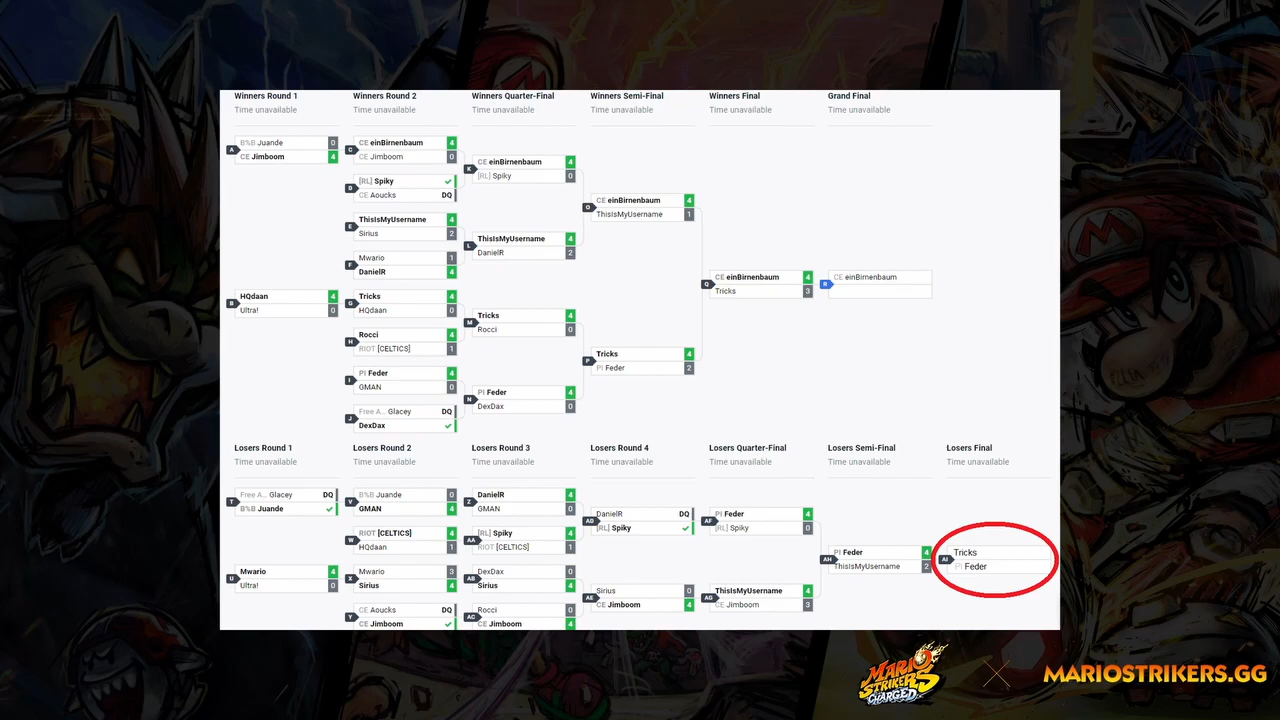 Winners Round 1
Time unavailable
Winners Round 2
Time unavailable
Winners Quarter-Final
Time unavailable
Winners Semi-Final
Time unavailable
Winners Final
Time unavailable
Grand Final
Time unavailable
A
B%B Juande 0
CE Jimboom 4
B
HQdaan 4
Ultra! 0
C
CE einBirnenbaum 4
CE Jimboom 0
D
[RL] Spiky
CE Aoucks DQ
E
ThisIsMyUsername 4
Sirius 2
F
Mwario 1
DanielR 4
G
Tricks 4
HQdaan 0
H
Rocci 4
RIOT [CELTICS] 1
I
PI Feder 4
GMAN 0
J
Free A... Glacey DQ
DexDax
K
CE einBirnenbaum 4
[RL] Spiky 0
L
ThisIsMyUsername 4
DanielR 2
M
Tricks 4
Rocci 0
N
PI Feder 4
DexDax 0
O
CE einBirnenbaum 4
ThisIsMyUsername 1
P
Tricks 4
PI Feder 2
Q
CE einBirnenbaum 4
Tricks 3
R
CE einBirnenbaum
Losers Round 1
Time unavailable
Losers Round 2
Time unavailable
Losers Round 3
Time unavailable
Losers Round 4
Time unavailable
Losers Quarter-Final
Time unavailable
Losers Semi-Final
Time unavailable
Losers Final
Time unavailable
T
Free A... Glacey DQ
B%B Juande
U
Mwario 4
Ultra! 0
V
B%B Juande 0
GMAN 4
W
RIOT [CELTICS] 4
HQdaan 1
X
Mwario 3
Sirius 4
Y
CE Aoucks DQ
CE Jimboom
Z
DanielR 4
GMAN 0
AA
[RL] Spiky 4
RIOT [CELTICS] 1
AB
DexDax 0
Sirius 4
AC
Rocci 0
CE Jimboom 4
AD
DanielR DQ
[RL] Spiky
AE
Sirius 0
CE Jimboom 4
AF
PI Feder 4
[RL] Spiky 0
AG
ThisIsMyUsername 4
CE Jimboom 3
AH
PI Feder 4
ThisIsMyUsername 2
AI
Tricks
PI Feder
MARIO
STRIKERS
CHARGED
MARIOSTRIKERS.GG